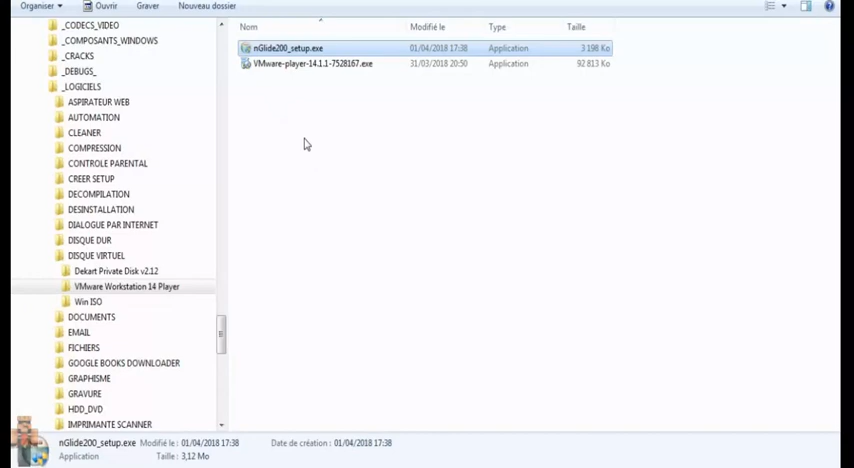 Organiser
Ouvrir
Graver
Nouveau dossier
_CODECS_VIDEO
_COMPOSANTS_WINDOWS
_CRACKS
_DEBUGS_
_LOGICIELS
ASPIRATEUR WEB
AUTOMATION
CLEANER
COMPRESSION
CONTROLE PARENTAL
CREER SETUP
DECOMPILATION
DESINSTALLATION
DIALOGUE PAR INTERNET
DISQUE DUR
DISQUE VIRTUEL
Dekart Private Disk v2.12
VMware Workstation 14 Player
Win ISO
DOCUMENTS
EMAIL
FICHIERS
GOOGLE BOOKS DOWNLOADER
GRAPHISME
GRAVURE
HDD_DVD
IMPRIMANTE SCANNER
Nom Modifié le Type Taille
nGlide200_setup.exe 01/04/2018 17:38 Application 3 198 Ko
VMware-player-14.1.1-7528167.exe 31/03/2018 20:50 Application 92 813 Ko
nGlide200_setup.exe Modifié le : 01/04/2018 17:38 Date de création : 01/04/2018 17:38
Application Taille : 3,12 Mo